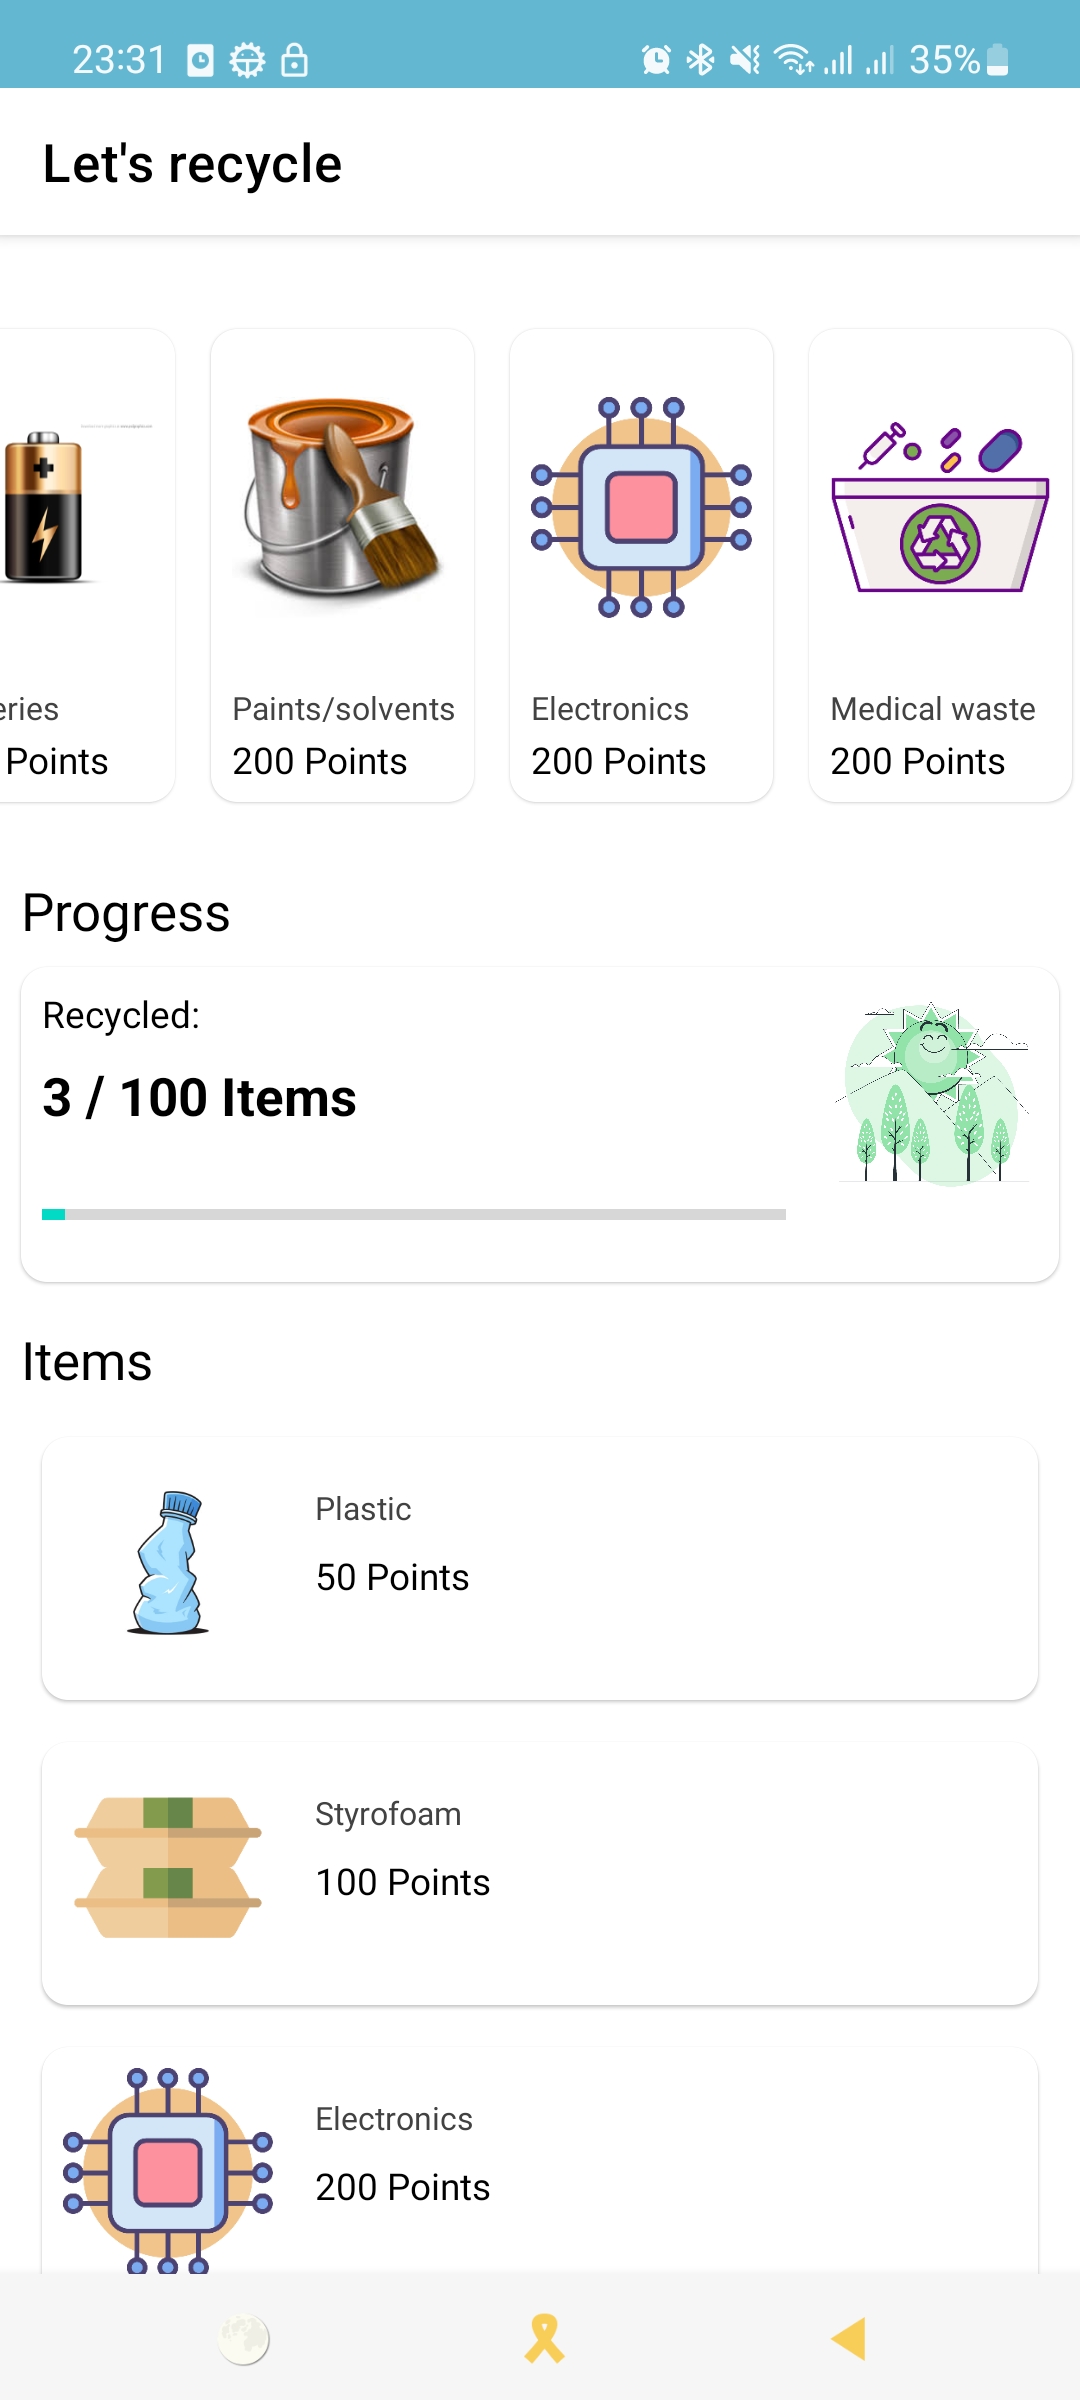 23:31 35%
Let's recycle
eries
Points
Paints/solvents
200 Points
Electronics
200 Points
Medical waste
200 Points
Progress
Recycled:
3 / 100 Items
Items
Plastic
50 Points
Styrofoam
100 Points
Electronics
200 Points